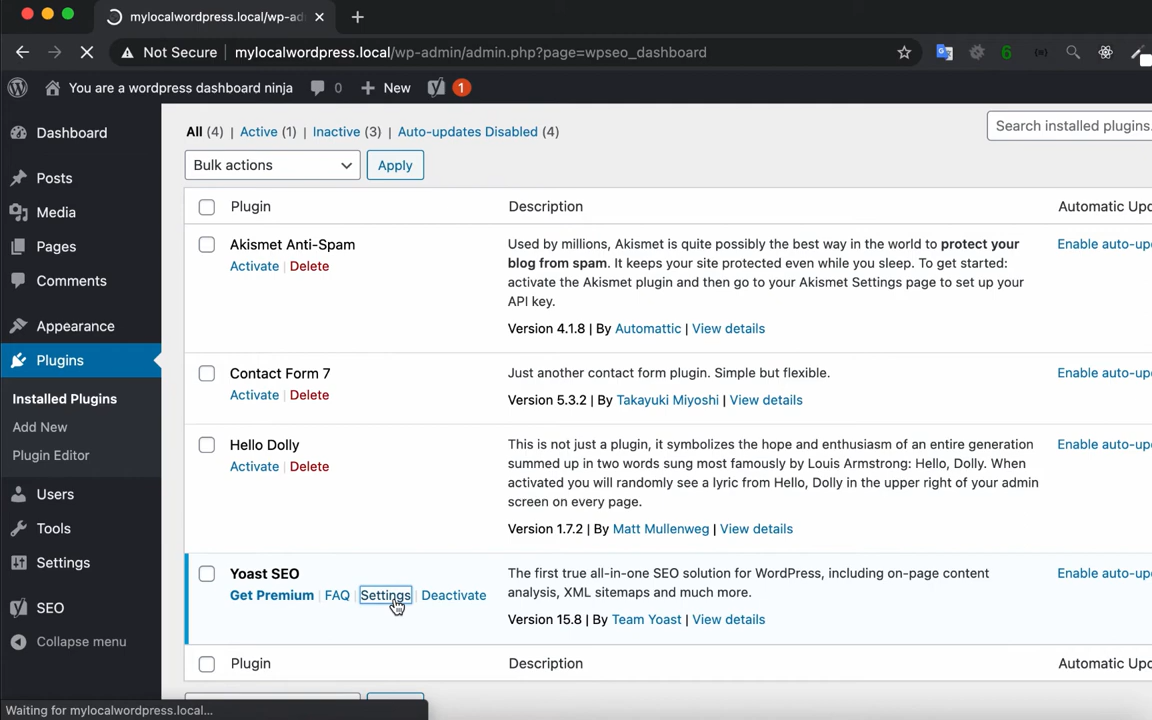 mylocalwordpress.local/wp-ad
Not Secure mylocalwordpress.local/wp-admin/admin.php?page=wpseo_dashboard
6
You are a wordpress dashboard ninja 0 New 1
Dashboard
Posts
Media
Pages
Comments
Appearance
Plugins
Installed Plugins
Add New
Plugin Editor
Users
Tools
Settings
SEO
Collapse menu
All (4) | Active (1) | Inactive (3) | Auto-updates Disabled (4)
Search installed plugins.
Bulk actions Apply
Plugin Description Automatic Upd
Akismet Anti-Spam
Activate | Delete
Used by millions, Akismet is quite possibly the best way in the world to protect your
blog from spam. It keeps your site protected even while you sleep. To get started:
activate the Akismet plugin and then go to your Akismet Settings page to set up your
API key.
Version 4.1.8 | By Automattic | View details
Enable auto-up
Contact Form 7
Activate | Delete
Just another contact form plugin. Simple but flexible.
Version 5.3.2 | By Takayuki Miyoshi | View details
Enable auto-up
Hello Dolly
Activate | Delete
This is not just a plugin, it symbolizes the hope and enthusiasm of an entire generation
summed up in two words sung most famously by Louis Armstrong: Hello, Dolly. When
activated you will randomly see a lyric from Hello, Dolly in the upper right of your admin
screen on every page.
Version 1.7.2 | By Matt Mullenweg | View details
Enable auto-up
Yoast SEO
Get Premium | FAQ | Settings | Deactivate
The first true all-in-one SEO solution for WordPress, including on-page content
analysis, XML sitemaps and much more.
Version 15.8 | By Team Yoast | View details
Enable auto-up
Plugin Description Automatic Upd
Waiting for mylocalwordpress.local...